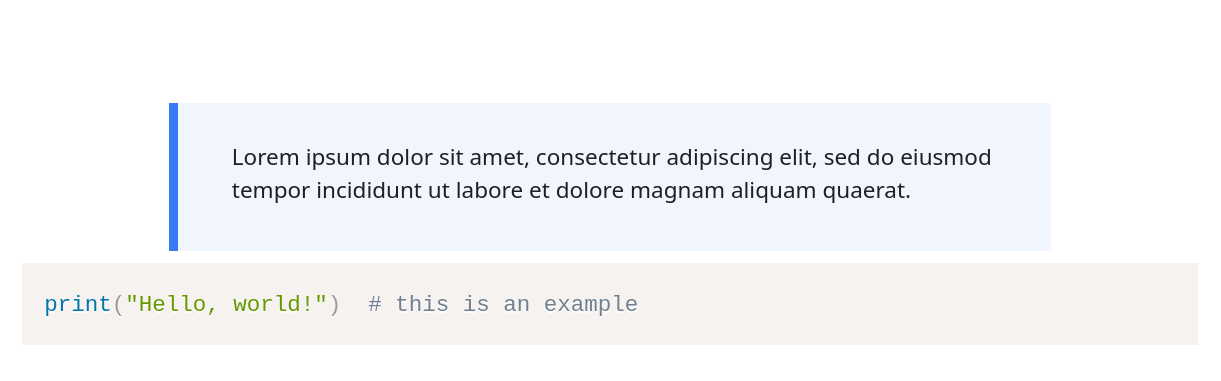 Lorem ipsum dolor sit amet, consectetur adipiscing elit, sed do eiusmod
tempor incididunt ut labore et dolore magnam aliquam quaerat.
print("Hello, world!")  # this is an example